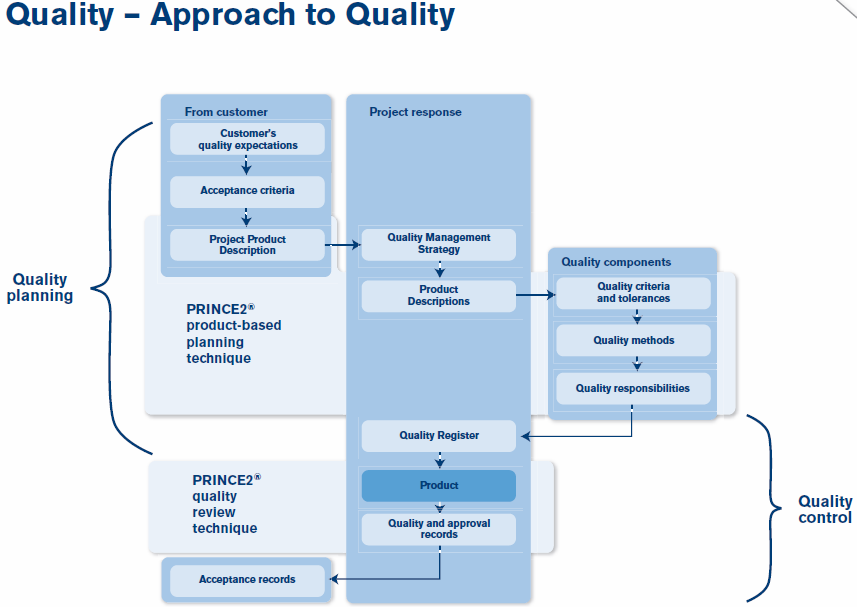 Quality – Approach to Quality
From customer
Project response
Customer's
quality expectations
Acceptance criteria
Project Product
Description
Quality Management
Strategy
Quality components
Quality
planning
Product
Descriptions
Quality criteria
and tolerances
PRINCE2®
product-based
planning
technique
Quality methods
Quality responsibilities
Quality Register
PRINCE2®
quality
review
technique
Product
Quality
control
Quality and approval
records
Acceptance records